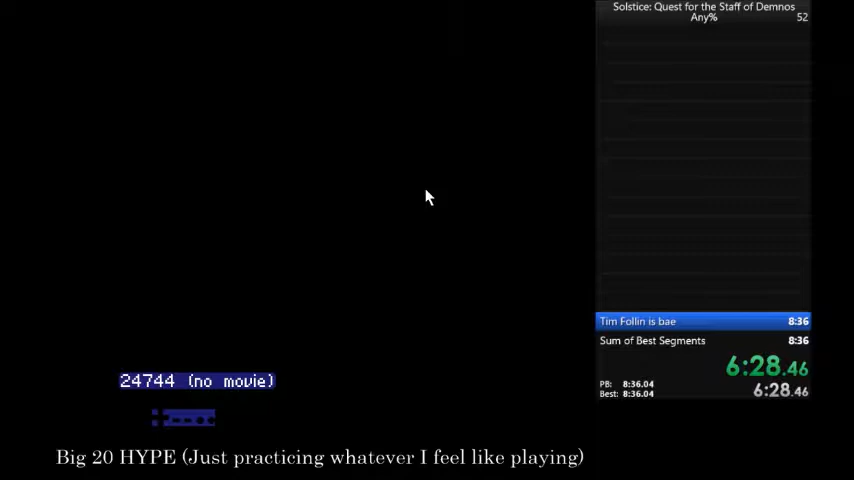 Solstice: Quest for the Staff of Demnos
Any% 52
Tim Follin is bae 8:36
Sum of Best Segments 8:36
6:28.46
PB: 8:36.04
Best: 8:36.04
6:28.46
24744 (no movie)
Big 20 HYPE (Just practicing whatever I feel like playing)